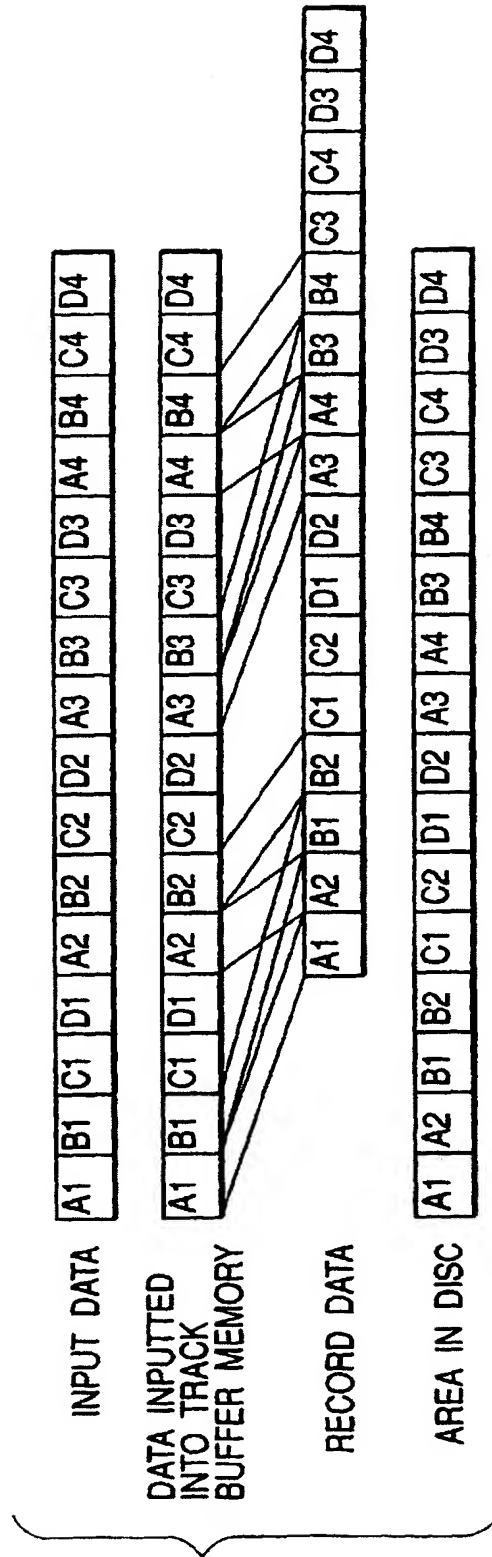 INPUT DATA
A1 B1 C1 D1 A2 B2 C2 D2 A3 B3 C3 D3 A4 B4 C4 D4
DATA INPUTTED
INTO TRACK
BUFFER MEMORY
A1 B1 C1 D1 A2 B2 C2 D2 A3 B3 C3 D3 A4 B4 C4 D4
RECORD DATA
A1 A2 B1 B2 C1 C2 D1 D2 A3 A4 B3 B4 C3 C4 D3 D4
AREA IN DISC
A1 A2 B1 B2 C1 C2 D1 D2 A3 A4 B3 B4 C3 C4 D3 D4